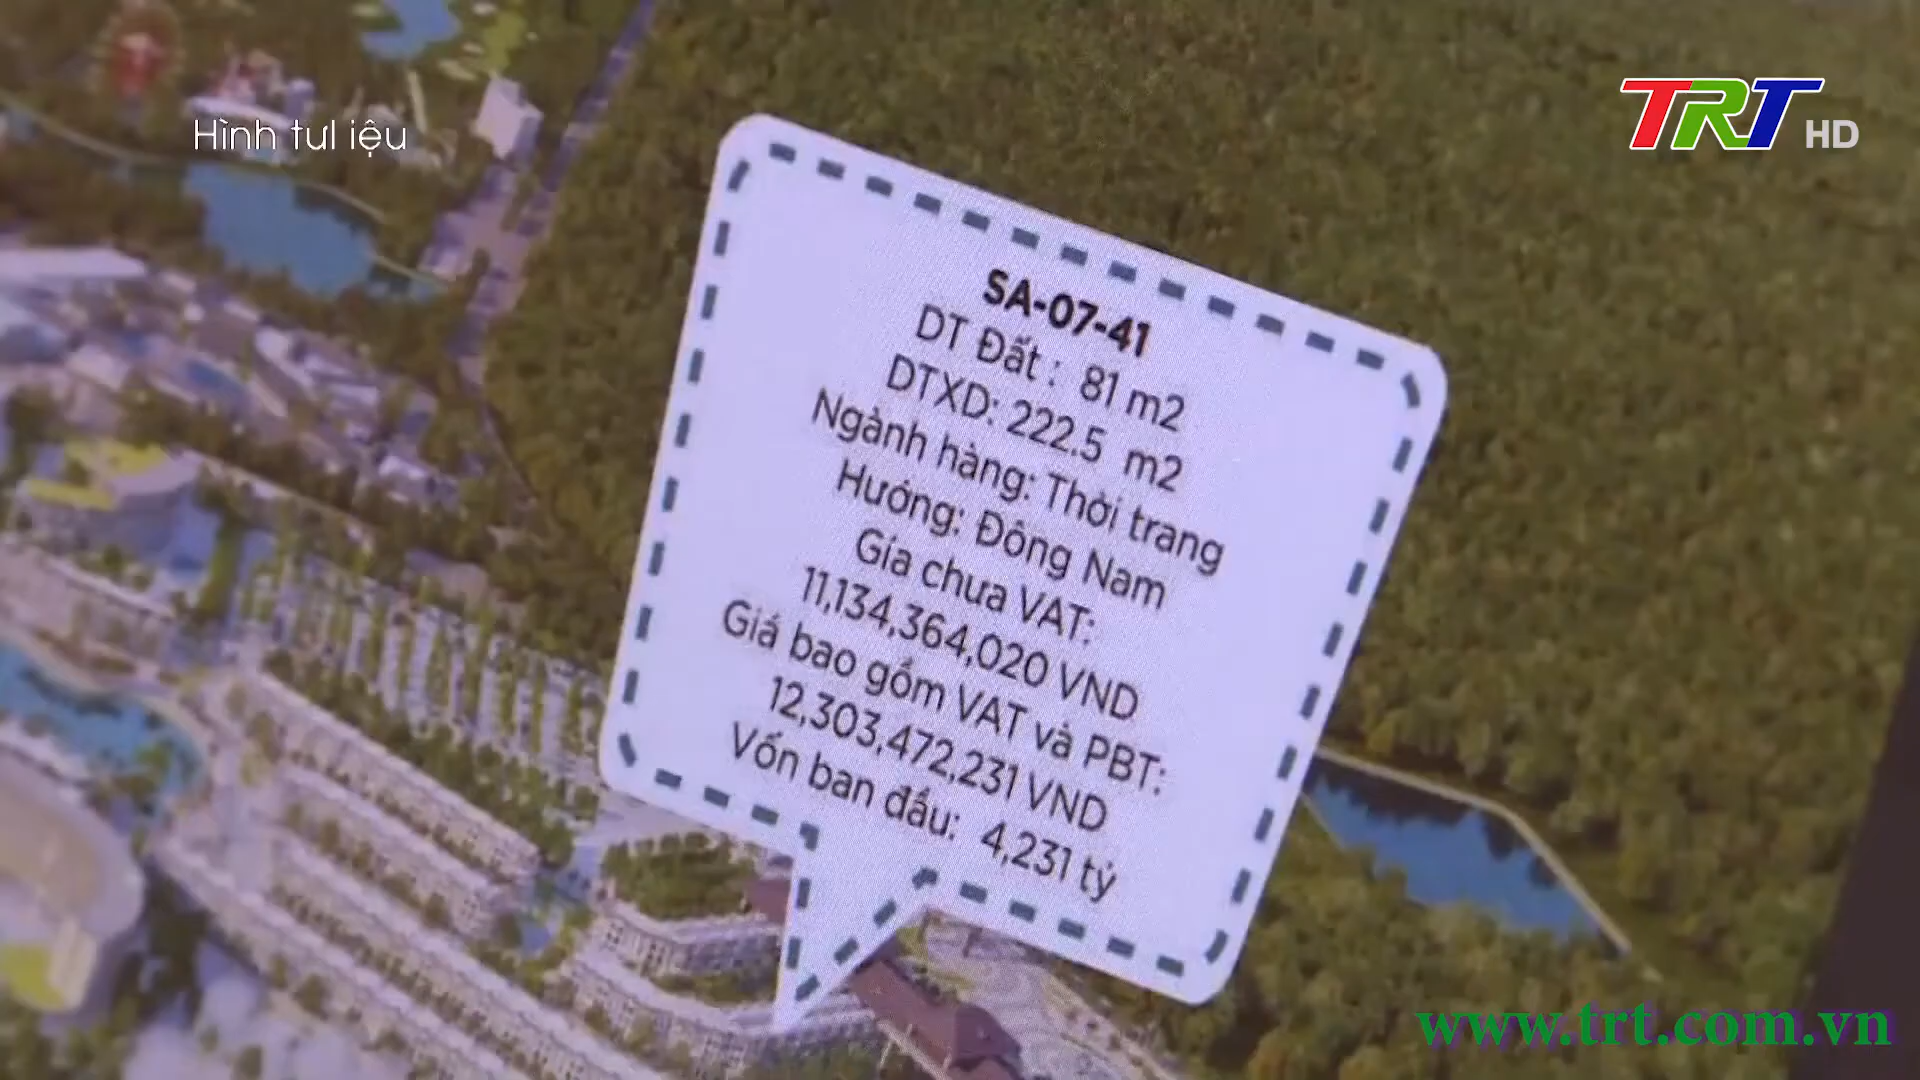 Hình tul iệu
TRT HD
SA-07-41
DT Đất : 81 m2
DTXD: 222.5 m2
Ngành hàng: Thời trang
Hướng: Đông Nam
Gía chưa VAT:
11,134,364,020 VND
Giá bao gồm VAT và PBT:
12,303,472,231 VND
Vốn ban đầu: 4,231 tỷ
www.trt.com.vn